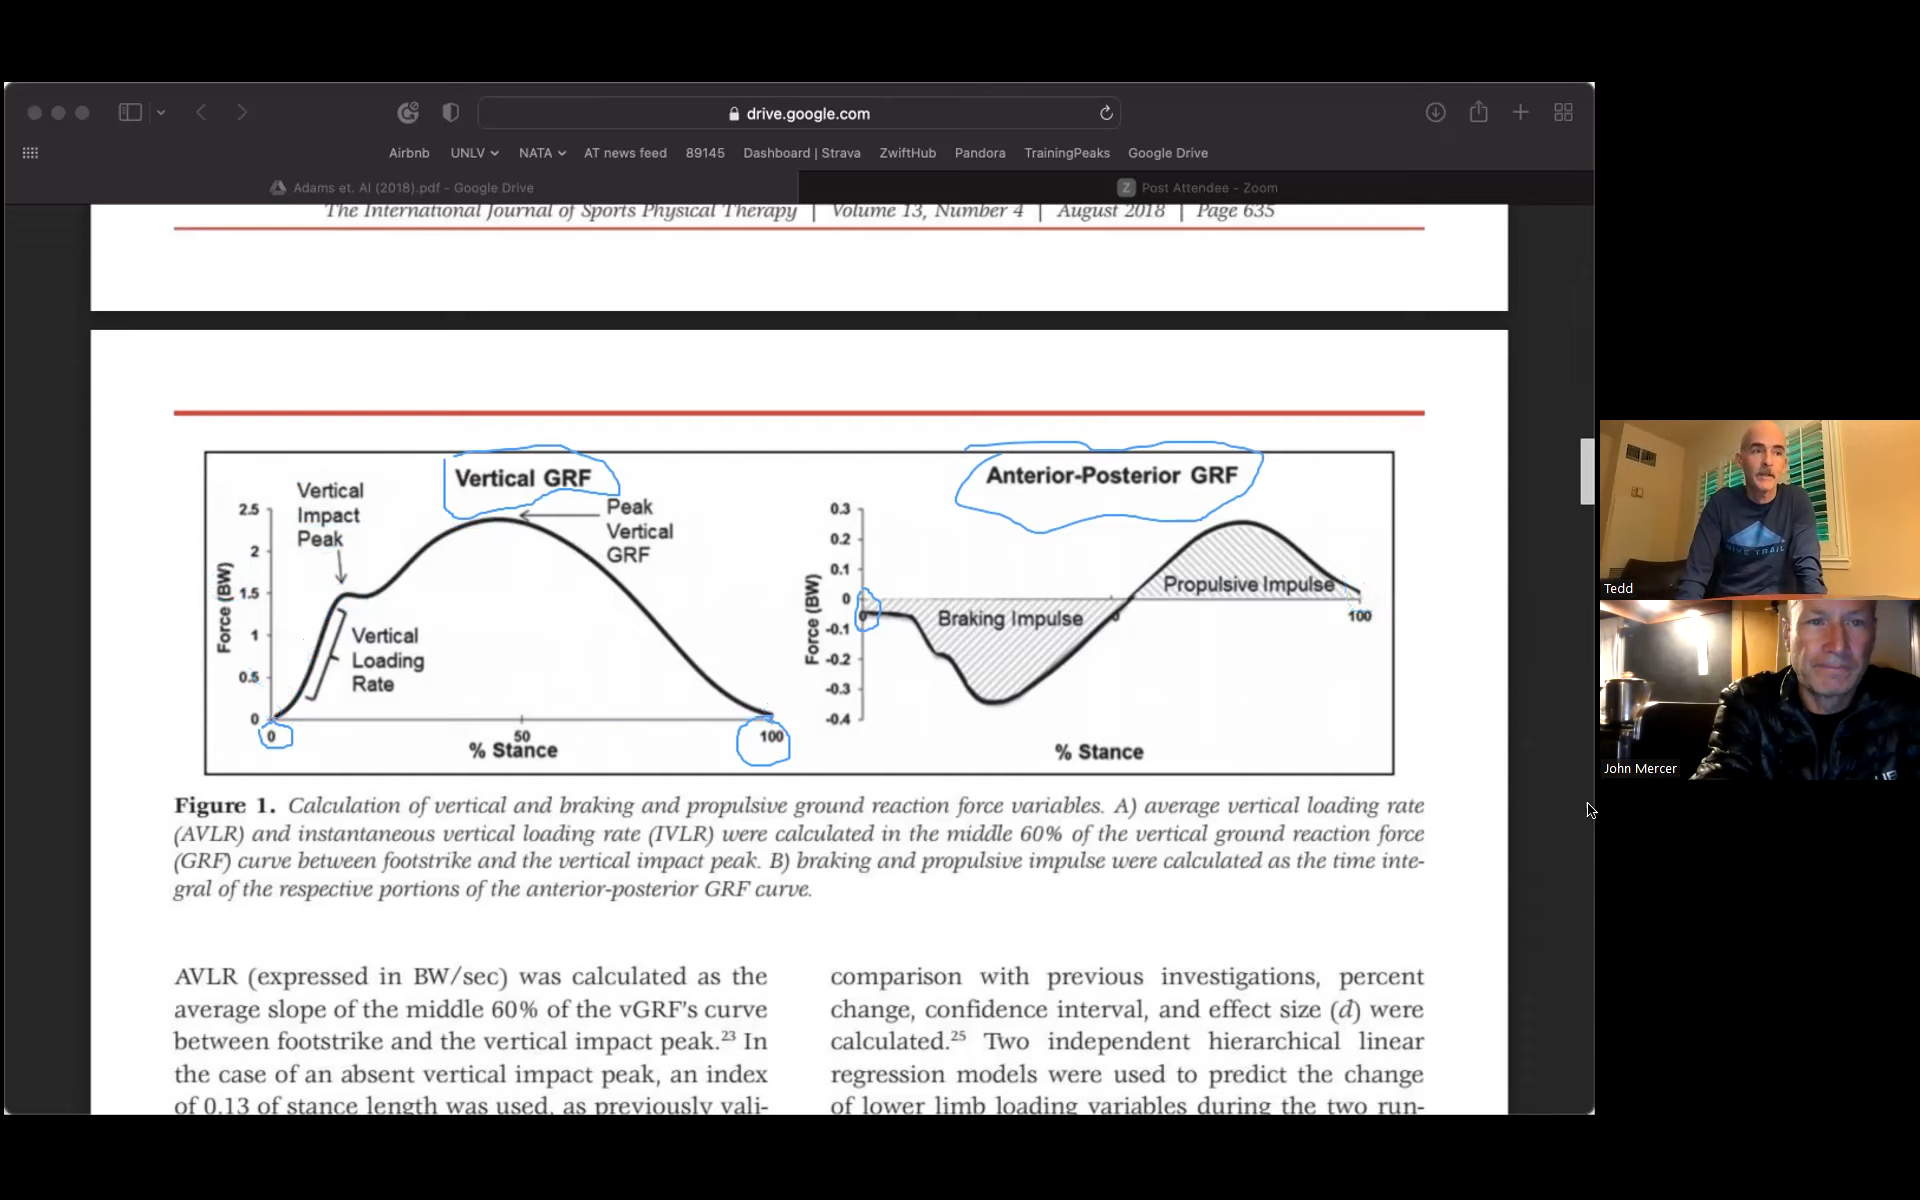 drive.google.com
Airbnb UNLV NATA AT news feed 89145 Dashboard | Strava ZwiftHub Pandora TrainingPeaks Google Drive
Adams et. Al (2018).pdf - Google Drive
Z Post Attendee - Zoom
The International Journal of Sports Physical Therapy | Volume 13, Number 4 | August 2018 | Page 635
Vertical GRF
Vertical
Impact
Peak
Peak
Vertical
GRF
Vertical
Loading
Rate
Force (BW)
2.5
2
1.5
1
0.5
0
0 50 100
% Stance
Anterior-Posterior GRF
Force (BW)
0.3
0.2
0.1
0
-0.1
-0.2
-0.3
-0.4
Braking Impulse
Propulsive Impulse
0
100
% Stance
Figure 1. Calculation of vertical and braking and propulsive ground reaction force variables. A) average vertical loading rate
(AVLR) and instantaneous vertical loading rate (IVLR) were calculated in the middle 60% of the vertical ground reaction force
(GRF) curve between footstrike and the vertical impact peak. B) braking and propulsive impulse were calculated as the time inte-
gral of the respective portions of the anterior-posterior GRF curve.
AVLR (expressed in BW/sec) was calculated as the
average slope of the middle 60% of the vGRF's curve
between footstrike and the vertical impact peak.23 In
the case of an absent vertical impact peak, an index
of 0.13 of stance length was used, as previously vali-
comparison with previous investigations, percent
change, confidence interval, and effect size (d) were
calculated.25 Two independent hierarchical linear
regression models were used to predict the change
of lower limb loading variables during the two run-
Tedd
John Mercer